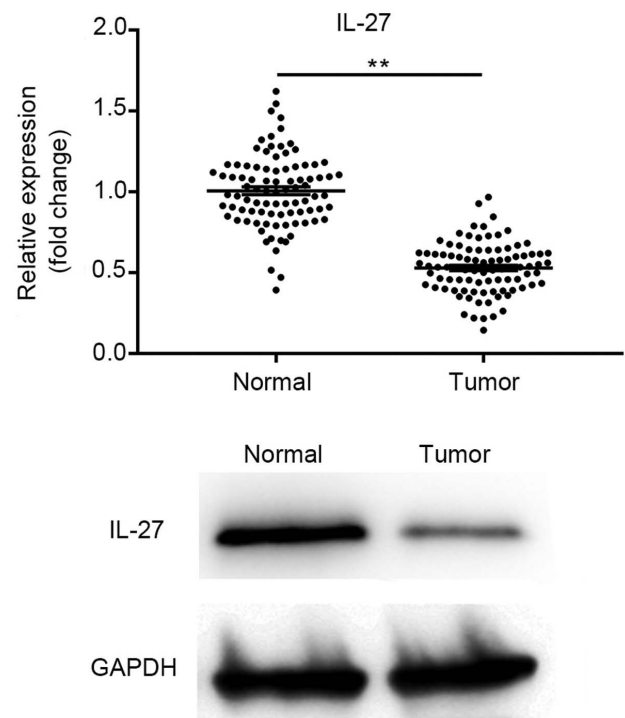 IL-27
**
Relative expression
(fold change)
2.0
1.5
1.0
0.5
0.0
Normal Tumor
Normal Tumor
IL-27
GAPDH